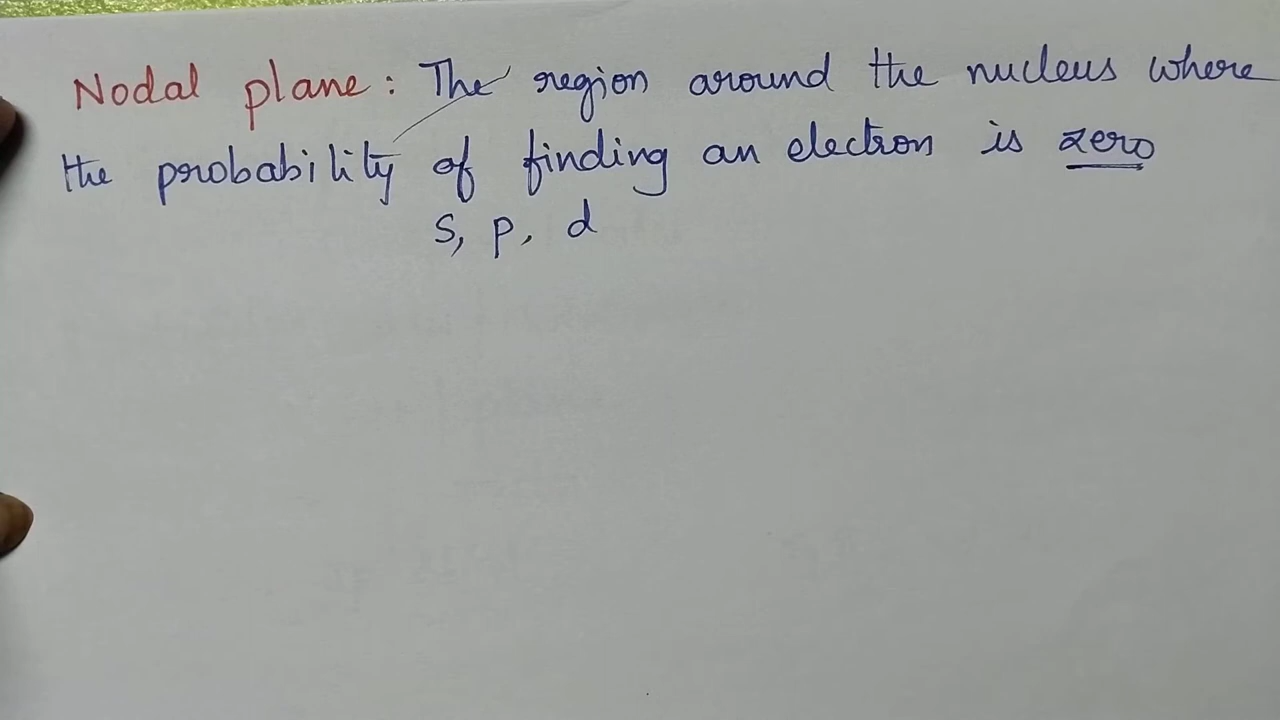 Nodal plane: The region around the nucleus where
the probability of finding an electron is zero
s, p, d